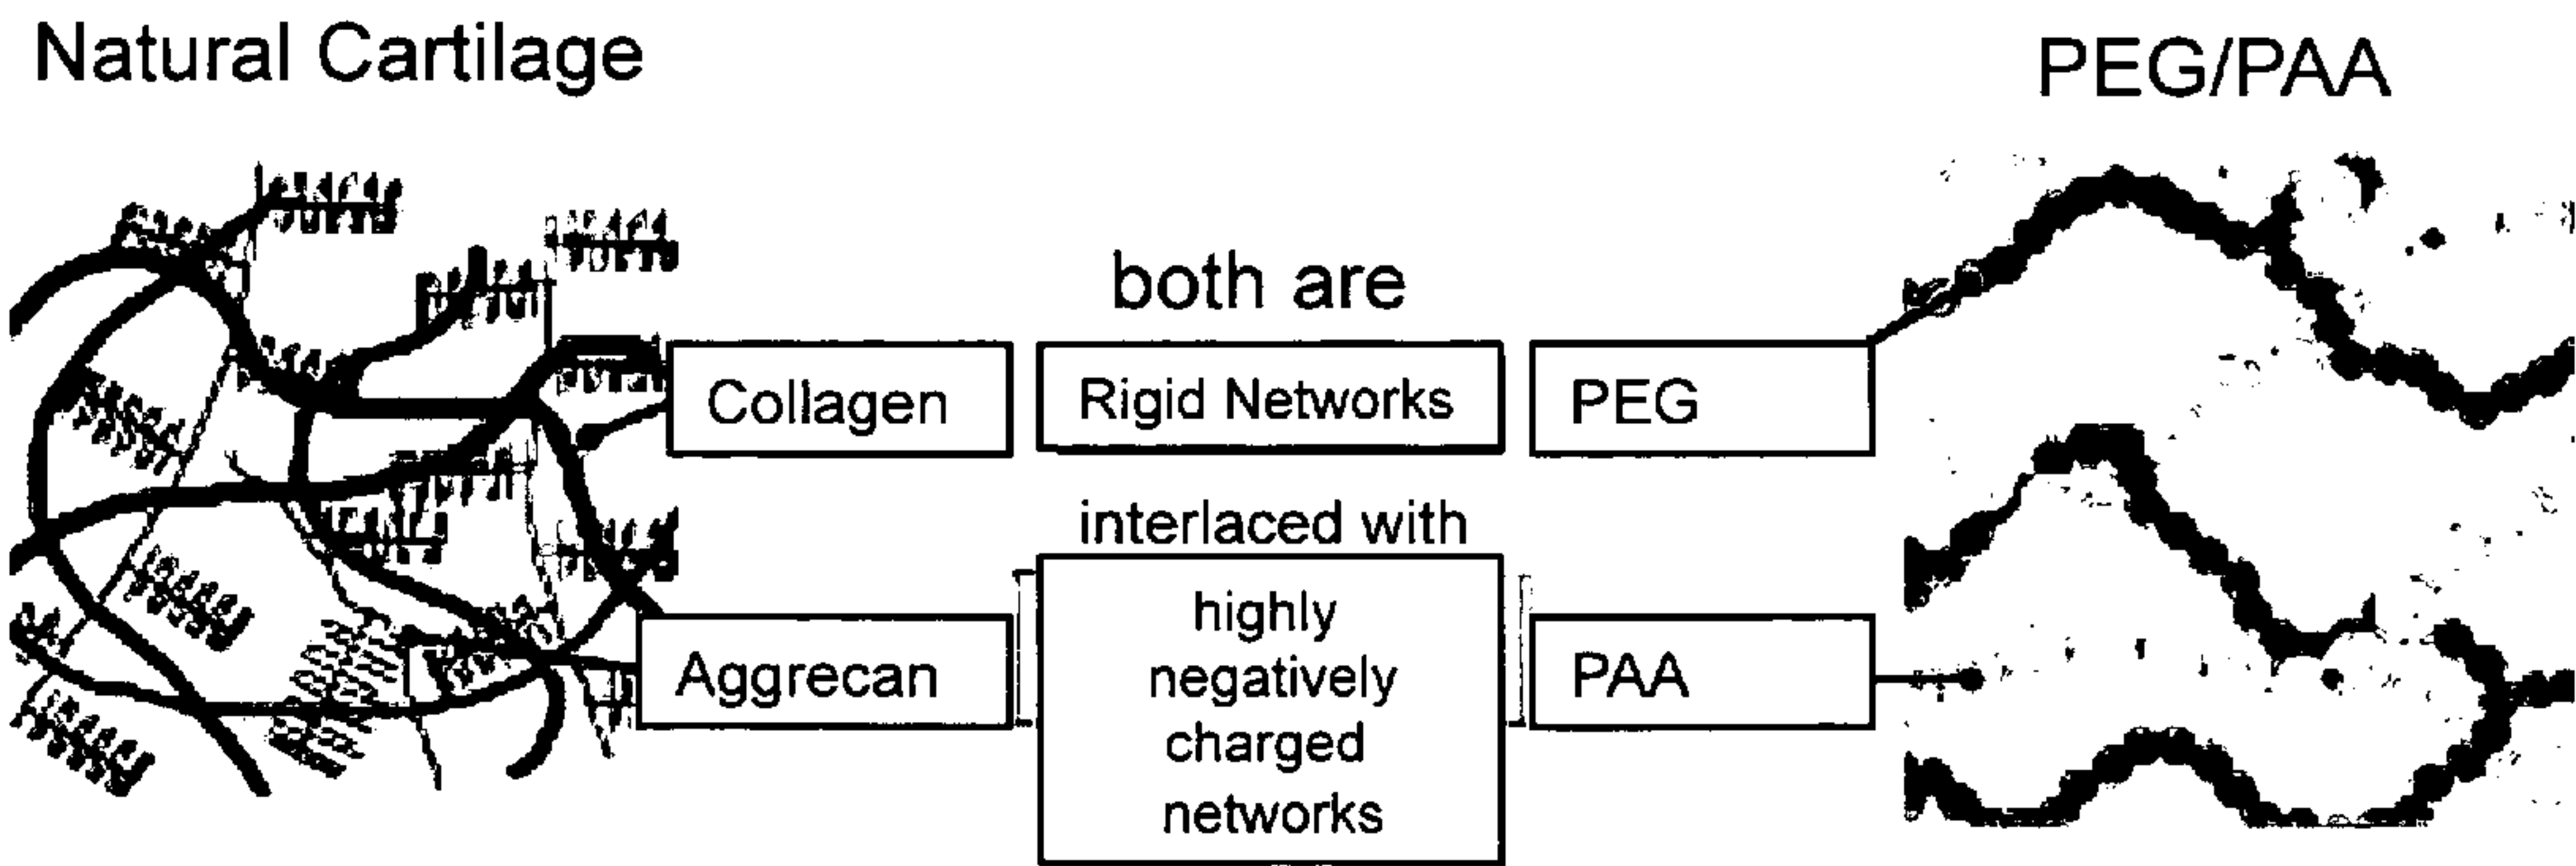 Natural Cartilage
PEG/PAA
both are
Collagen
Rigid Networks
PEG
interlaced with
Aggrecan
highly
negatively
charged
networks
PAA